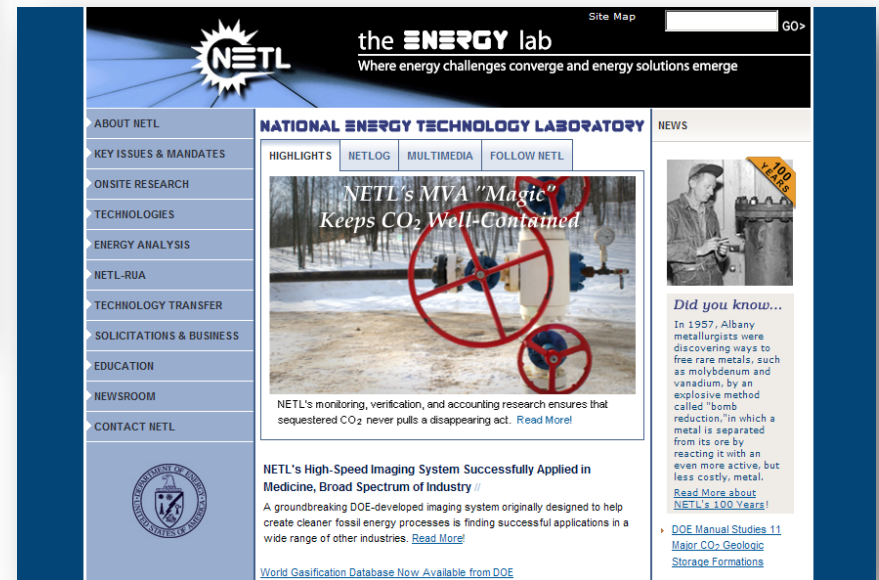 Site Map
GO>
NETL
the ENERGY lab
Where energy challenges converge and energy solutions emerge
ABOUT NETL
KEY ISSUES & MANDATES
ONSITE RESEARCH
TECHNOLOGIES
ENERGY ANALYSIS
NETL-RUA
TECHNOLOGY TRANSFER
SOLICITATIONS & BUSINESS
EDUCATION
NEWSROOM
CONTACT NETL
DEPARTMENT OF ENERGY
UNITED STATES OF AMERICA
NATIONAL ENERGY TECHNOLOGY LABORATORY
HIGHLIGHTS
NETLOG
MULTIMEDIA
FOLLOW NETL
NETL's MVA "Magic"
Keeps CO₂ Well-Contained
NETL's monitoring, verification, and accounting research ensures that
sequestered CO₂ never pulls a disappearing act. Read More!
NETL's High-Speed Imaging System Successfully Applied in
Medicine, Broad Spectrum of Industry //
A groundbreaking DOE-developed imaging system originally designed to help
create cleaner fossil energy processes is finding successful applications in a
wide range of other industries. Read More!
World Gasification Database Now Available from DOE
NEWS
100
YEARS
Did you know...
In 1957, Albany
metallurgists were
discovering ways to
free rare metals, such
as molybdenum and
vanadium, by an
explosive method
called "bomb
reduction,"in which a
metal is separated
from its ore by
reacting it with an
even more active, but
less costly, metal.
Read More about
NETL's 100 Years!
DOE Manual Studies 11
Major CO₂ Geologic
Storage Formations